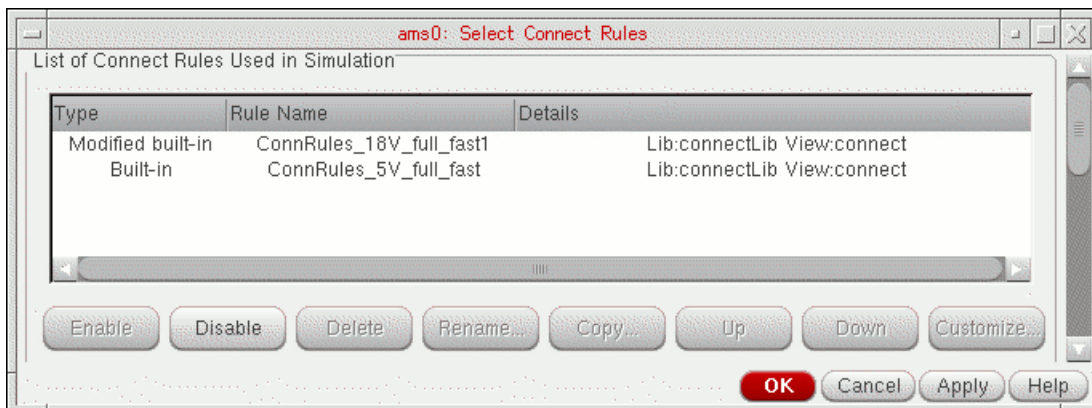 ams0: Select Connect Rules
List of Connect Rules Used in Simulation
Type Rule Name Details
Modified built-in ConnRules_18V_full_fast1 Lib:connectLib View:connect
Built-in ConnRules_5V_full_fast Lib:connectLib View:connect
Enable Disable Delete Rename... Copy... Up Down Customize...
OK Cancel Apply Help